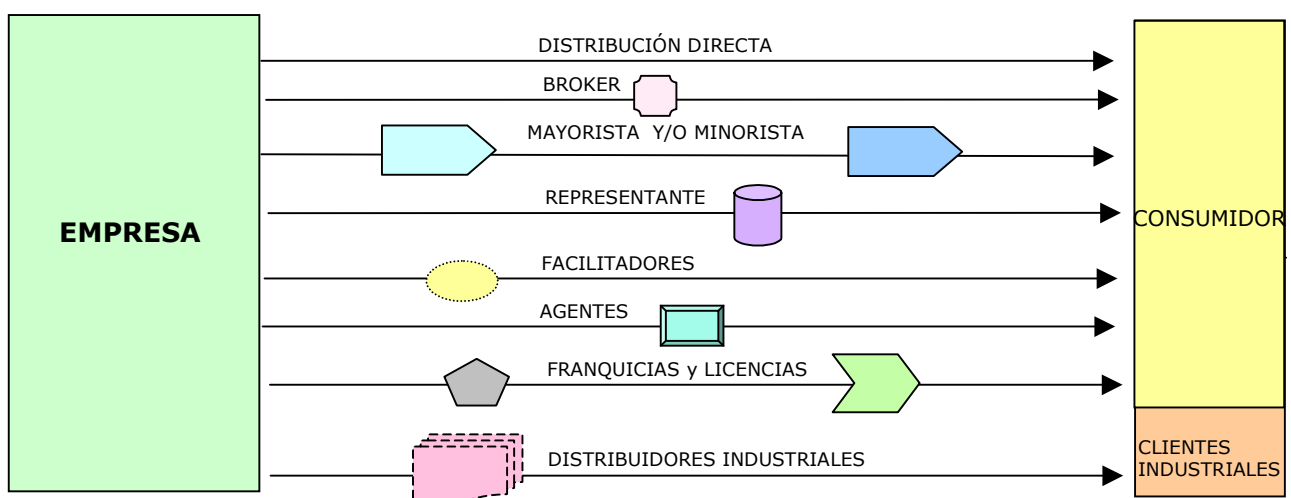 DISTRIBUCIÓN DIRECTA
BROKER
MAYORISTA Y/O MINORISTA
REPRESENTANTE
EMPRESA
CONSUMIDOR
FACILITADORES
AGENTES
FRANQUICIAS y LICENCIAS
DISTRIBUIDORES INDUSTRIALES
CLIENTES
INDUSTRIALES